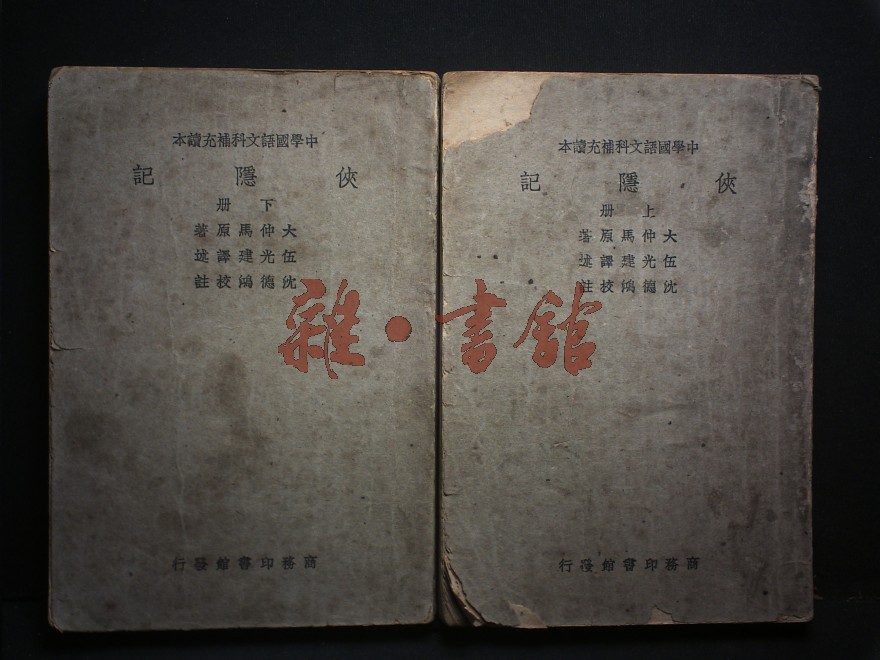 中學國語文科補充讀本
俠隱記
上册
大仲馬原著
伍光建譯述
沈德鴻校註
商務印書館發行
中學國語文科補充讀本
俠隱記
下册
大仲馬原著
伍光建譯述
沈德鴻校註
商務印書館發行
雜·書館